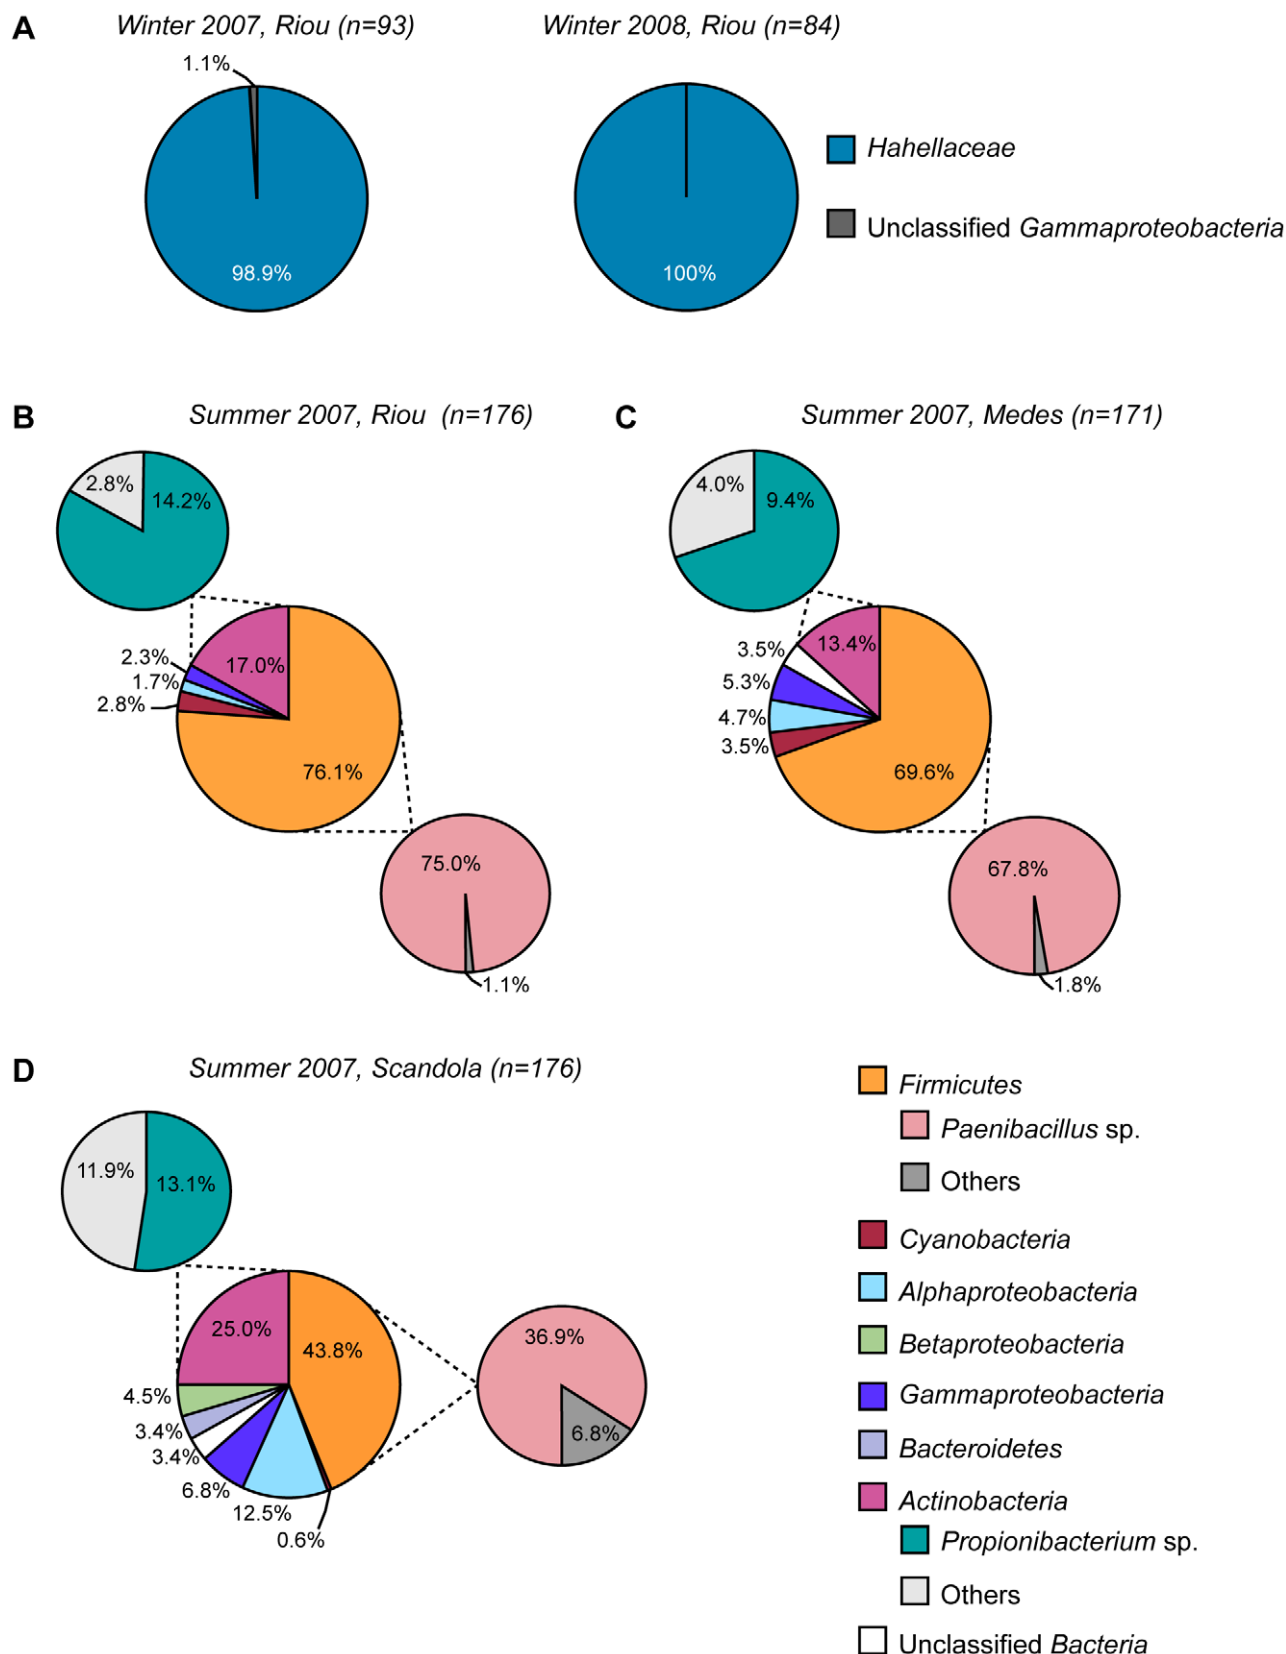 A
Winter 2007, Riou (n=93)
Winter 2008, Riou (n=84)
1.1%
98.9%
100%
Hahellaceae
Unclassified Gammaproteobacteria
B
Summer 2007, Riou (n=176)
2.8%
14.2%
2.3%
1.7%
2.8%
17.0%
76.1%
75.0%
1.1%
C
Summer 2007, Medes (n=171)
4.0%
9.4%
3.5%
5.3%
4.7%
3.5%
13.4%
69.6%
67.8%
1.8%
D
Summer 2007, Scandola (n=176)
11.9%
13.1%
25.0%
43.8%
4.5%
3.4%
3.4%
6.8%
12.5%
0.6%
36.9%
6.8%
Firmicutes
Paenibacillus sp.
Others
Cyanobacteria
Alphaproteobacteria
Betaproteobacteria
Gammaproteobacteria
Bacteroidetes
Actinobacteria
Propionibacterium sp.
Others
Unclassified Bacteria